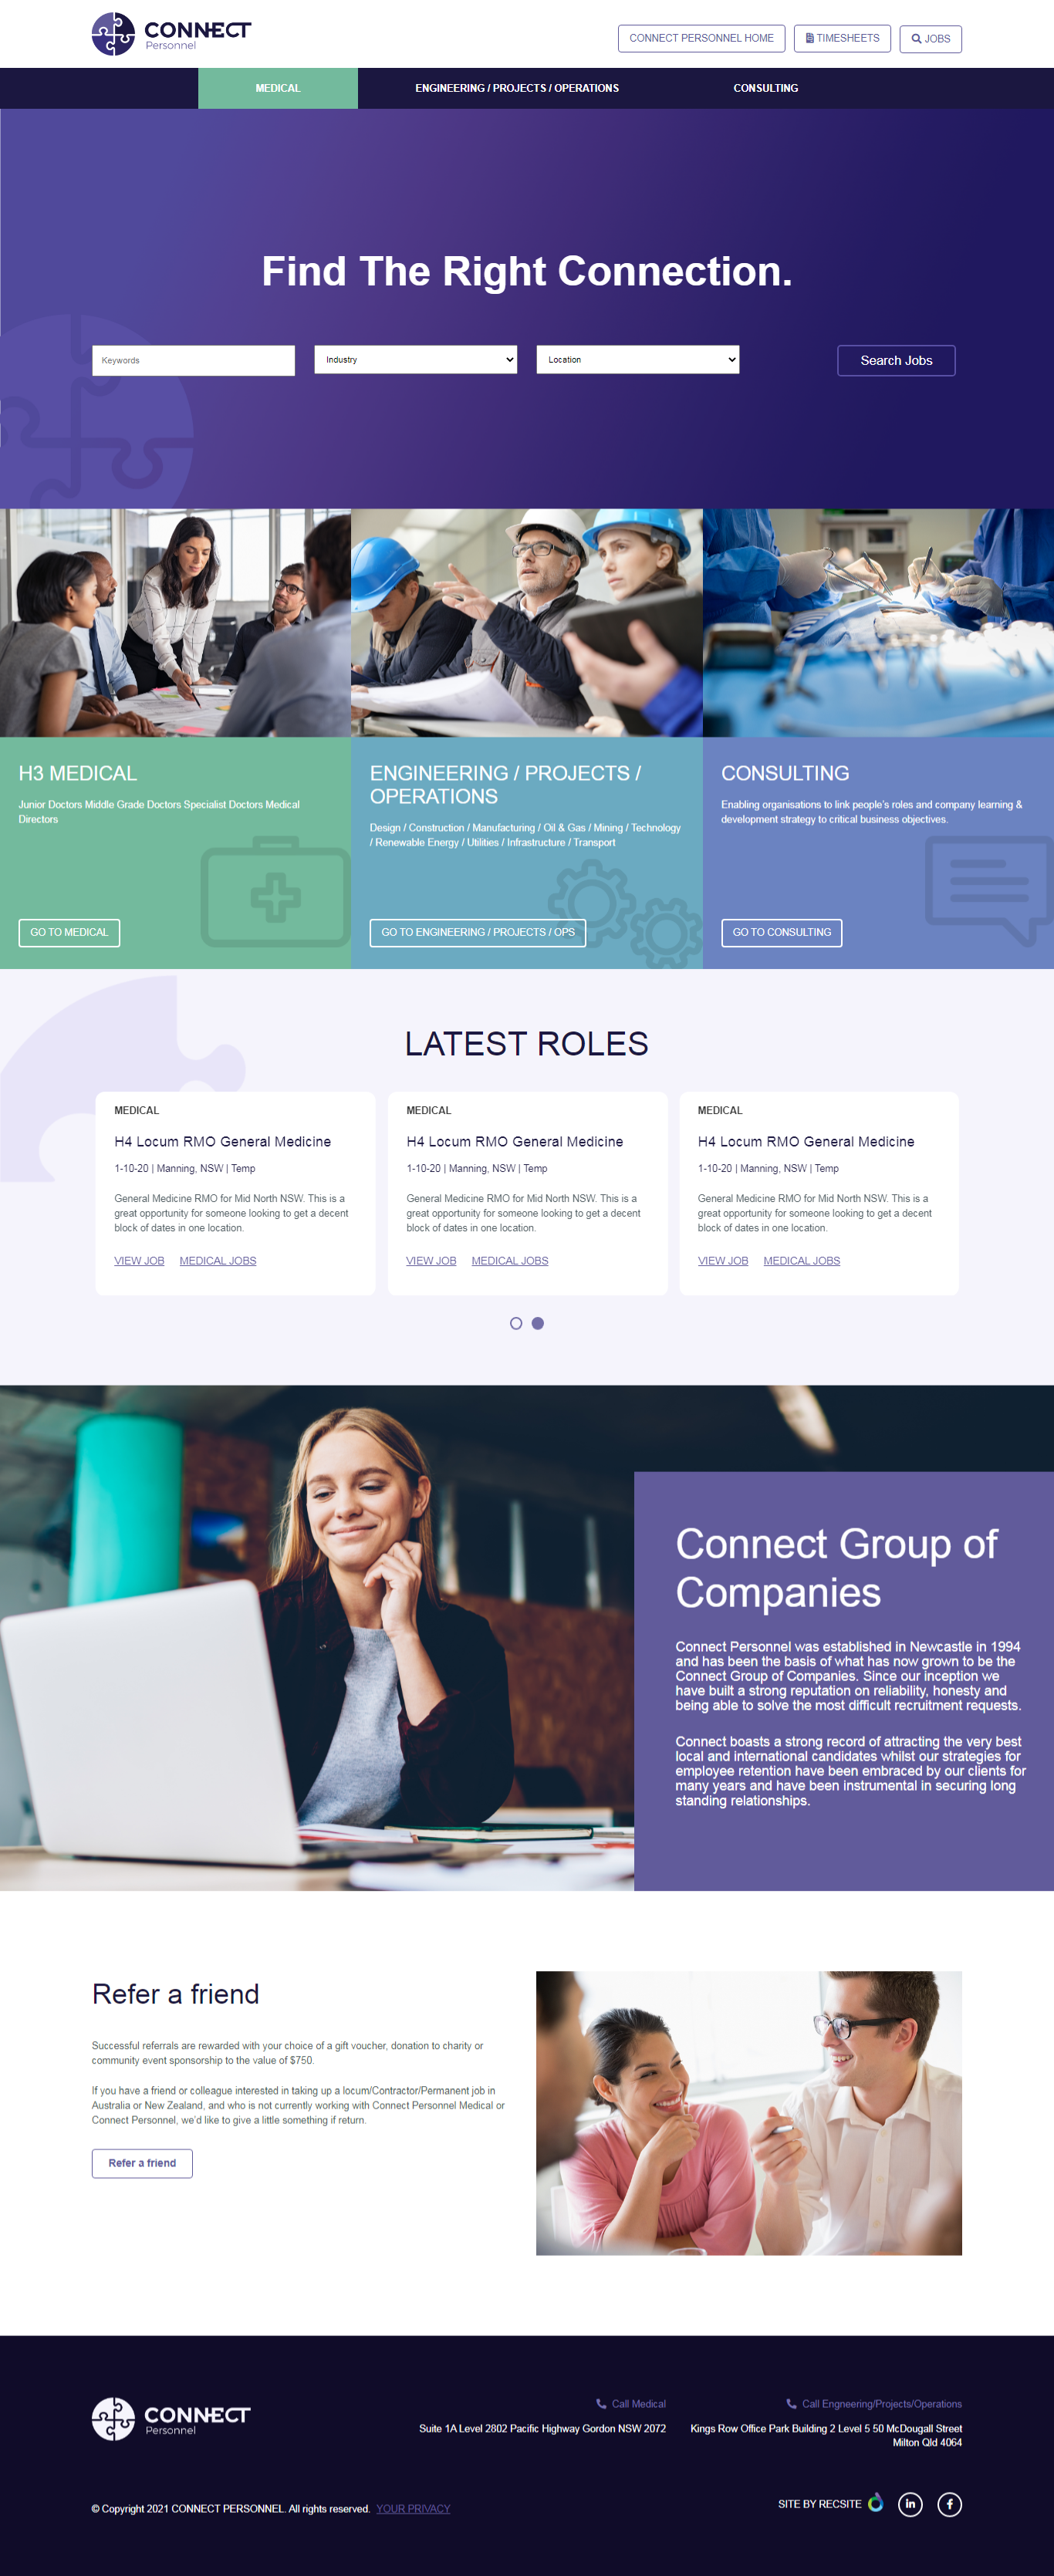 CONNECT
Personnel
CONNECT PERSONNEL HOME
TIMESHEETS
JOBS
MEDICAL
ENGINEERING / PROJECTS / OPERATIONS
CONSULTING
Find The Right Connection.
Keywords
Industry
Location
Search Jobs
H3 MEDICAL
Junior Doctors Middle Grade Doctors Specialist Doctors Medical
Directors
GO TO MEDICAL
ENGINEERING / PROJECTS /
OPERATIONS
Design / Construction / Manufacturing / Oil & Gas / Mining / Technology
/ Renewable Energy / Utilities / Infrastructure / Transport
GO TO ENGINEERING / PROJECTS / OPS
CONSULTING
Enabling organisations to link people's roles and company learning &
development strategy to critical business objectives.
GO TO CONSULTING
LATEST ROLES
MEDICAL
H4 Locum RMO General Medicine
1-10-20 | Manning, NSW | Temp
General Medicine RMO for Mid North NSW. This is a
great opportunity for someone looking to get a decent
block of dates in one location.
VIEW JOB MEDICAL JOBS
MEDICAL
H4 Locum RMO General Medicine
1-10-20 | Manning, NSW | Temp
General Medicine RMO for Mid North NSW. This is a
great opportunity for someone looking to get a decent
block of dates in one location.
VIEW JOB MEDICAL JOBS
MEDICAL
H4 Locum RMO General Medicine
1-10-20 | Manning, NSW | Temp
General Medicine RMO for Mid North NSW. This is a
great opportunity for someone looking to get a decent
block of dates in one location.
VIEW JOB MEDICAL JOBS
Connect Group of
Companies
Connect Personnel was established in Newcastle in 1994
and has been the basis of what has now grown to be the
Connect Group of Companies. Since our inception we
have built a strong reputation on reliability, honesty and
being able to solve the most difficult recruitment requests.
Connect boasts a strong record of attracting the very best
local and international candidates whilst our strategies for
employee retention have been embraced by our clients for
many years and have been instrumental in securing long
standing relationships.
Refer a friend
Successful referrals are rewarded with your choice of a gift voucher, donation to charity or
community event sponsorship to the value of $750.
If you have a friend or colleague interested in taking up a locum/Contractor/Permanent job in
Australia or New Zealand, and who is not currently working with Connect Personnel Medical or
Connect Personnel, we'd like to give a little something if return.
Refer a friend
CONNECT
Personnel
Call Medical
Suite 1A Level 2802 Pacific Highway Gordon NSW 2072
Call Engneering/Projects/Operations
Kings Row Office Park Building 2 Level 5 50 McDougall Street
Milton Qld 4064
© Copyright 2021 CONNECT PERSONNEL. All rights reserved. YOUR PRIVACY
SITE BY RECSITE